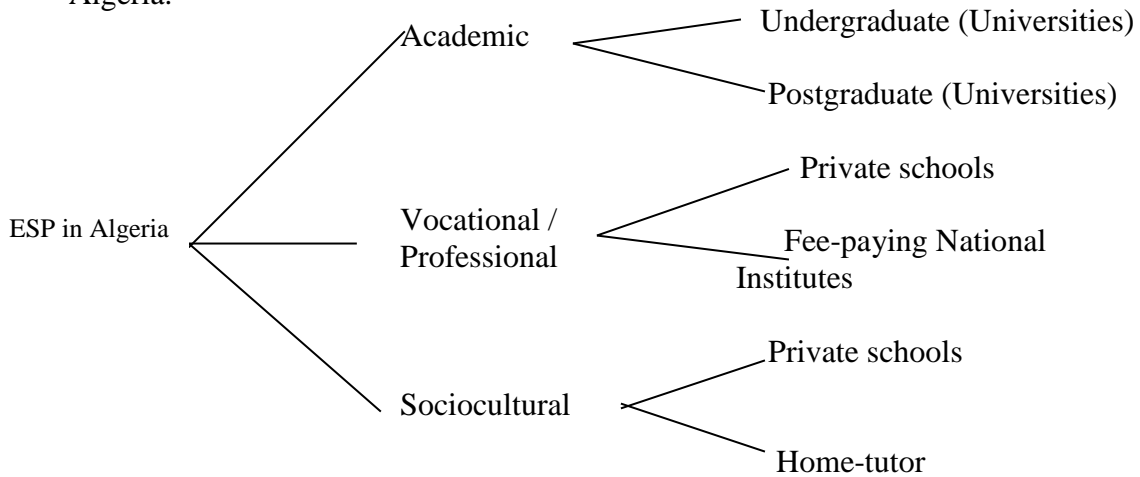 Algeria.
Academic
Undergraduate (Universities)
Postgraduate (Universities)
ESP in Algeria
Vocational /
Professional
Private schools
Fee-paying National
Institutes
Sociocultural
Private schools
Home-tutor